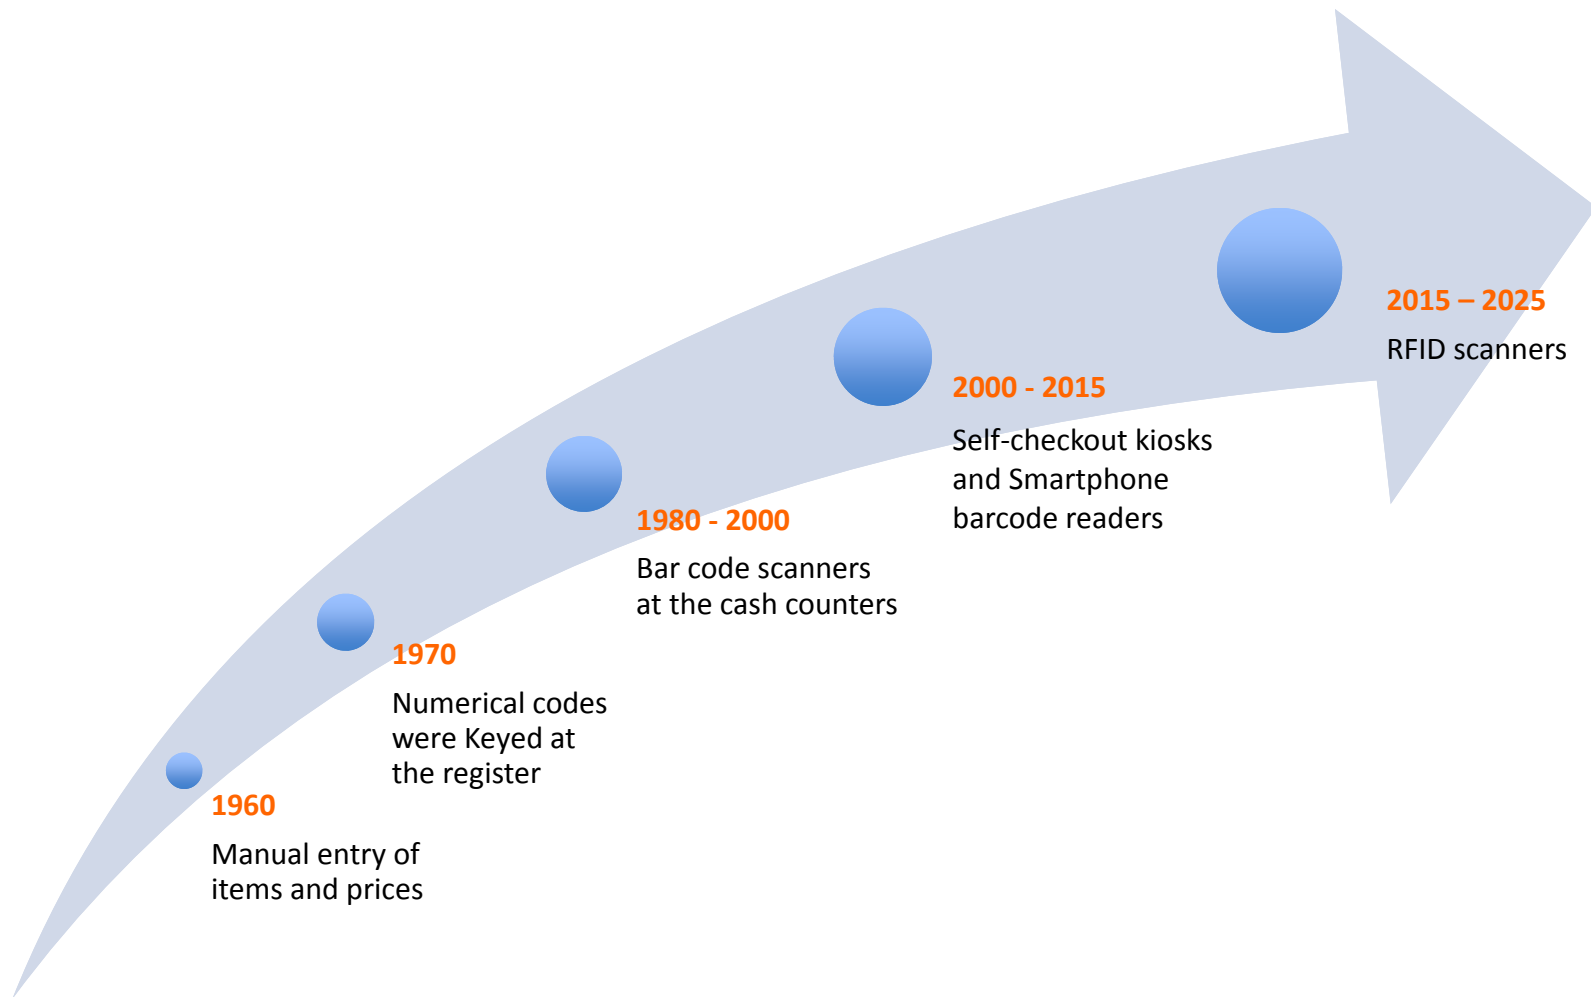 1960
Manual entry of
items and prices
1970
Numerical codes
were Keyed at
the register
1980 - 2000
Bar code scanners
at the cash counters
2000 - 2015
Self-checkout kiosks
and Smartphone
barcode readers
2015 – 2025
RFID scanners